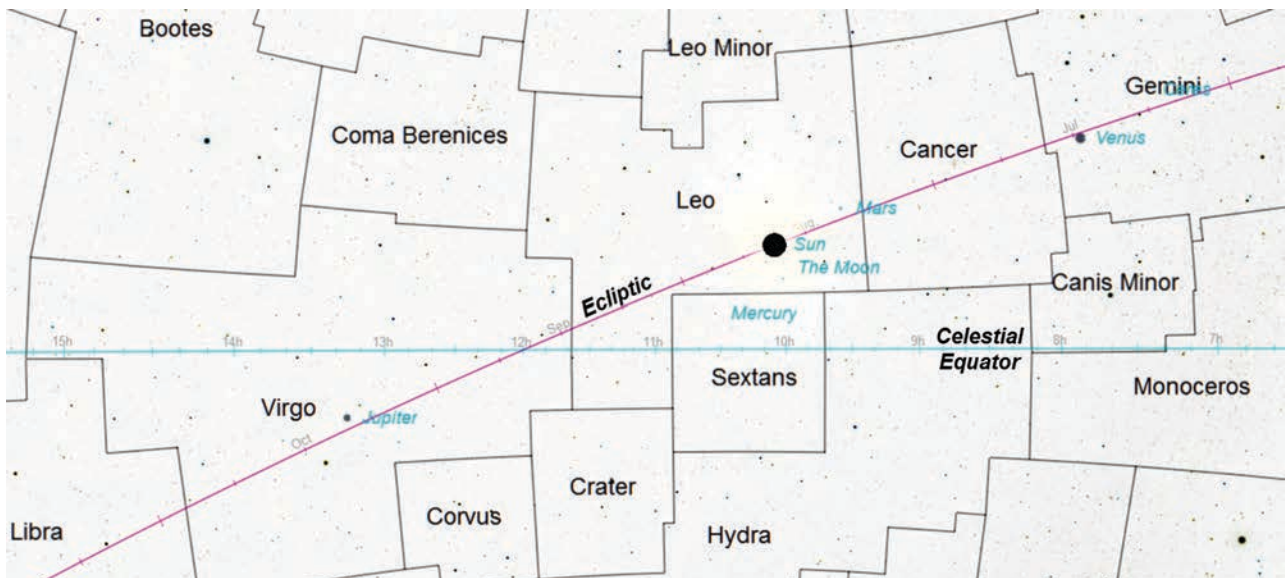 Bootes
Leo Minor
Gemini
Ceres
Jul
Venus
Coma Berenices
Cancer
Leo
Mars
Sun
The Moon
Canis Minor
Ecliptic
Mercury
Sep
15h 14h 13h 12h 11h 10h 9h 8h 7h
Celestial
Equator
Sextans
Monoceros
Virgo
Jupiter
Oct
Crater
Corvus
Libra
Hydra